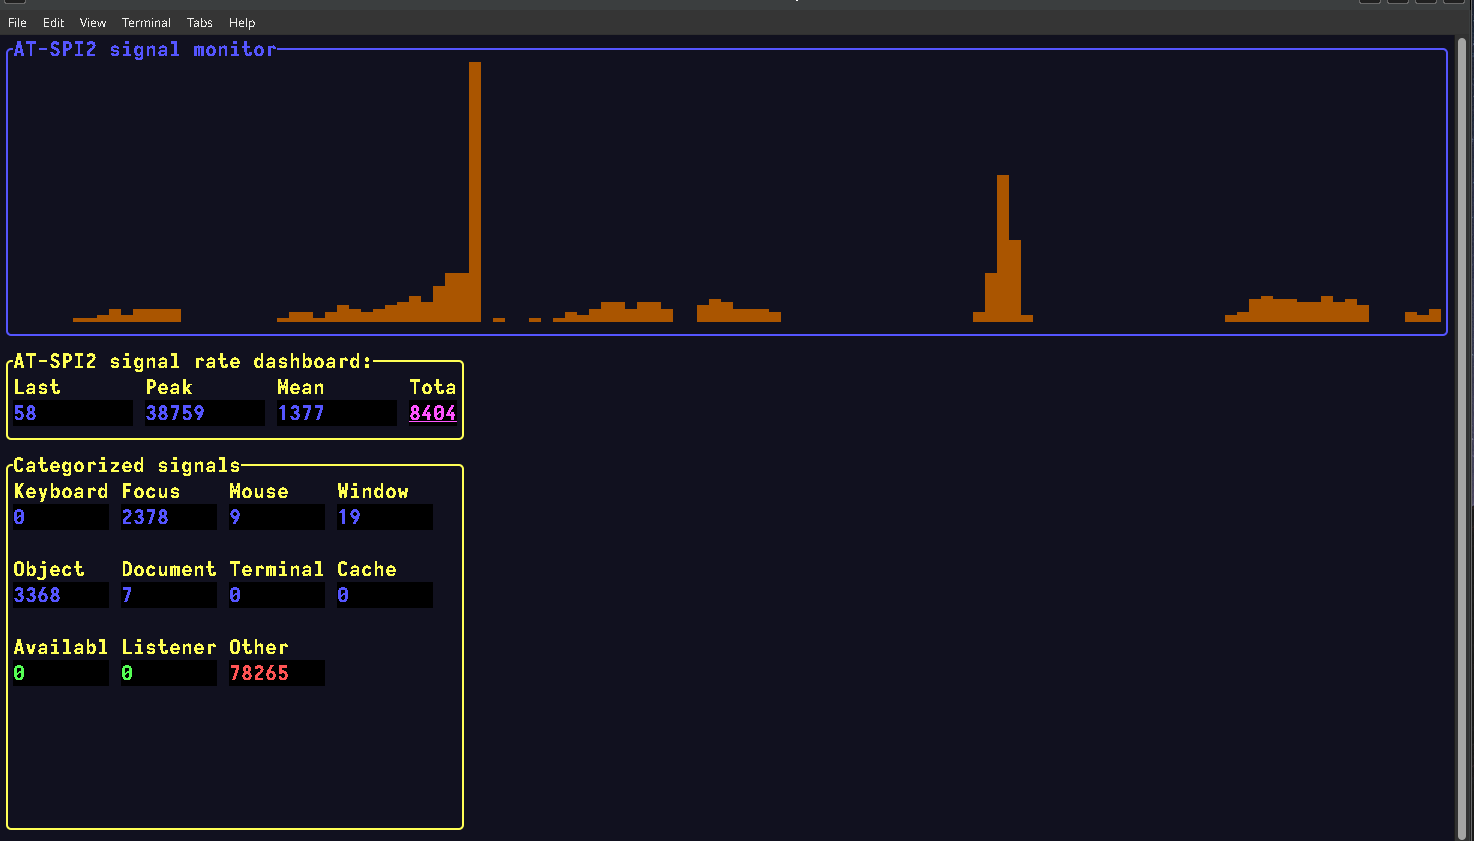 File Edit View Terminal Tabs Help
AT-SPI2 signal monitor
AT-SPI2 signal rate dashboard:
Last Peak Mean Tota
58 38759 1377 8404
Categorized signals
Keyboard Focus Mouse Window
0 2378 9 19
Object Document Terminal Cache
3368 7 0 0
Availabl Listener Other
0 0 78265